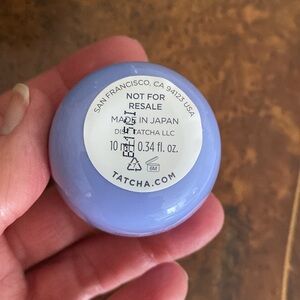 SAN FRANCISCO, CA 94123 USA
NOT FOR
RESALE
MADE IN JAPAN
TATCHA LLC
10 0.34 fl. oz.
6M
TATCHA.COM